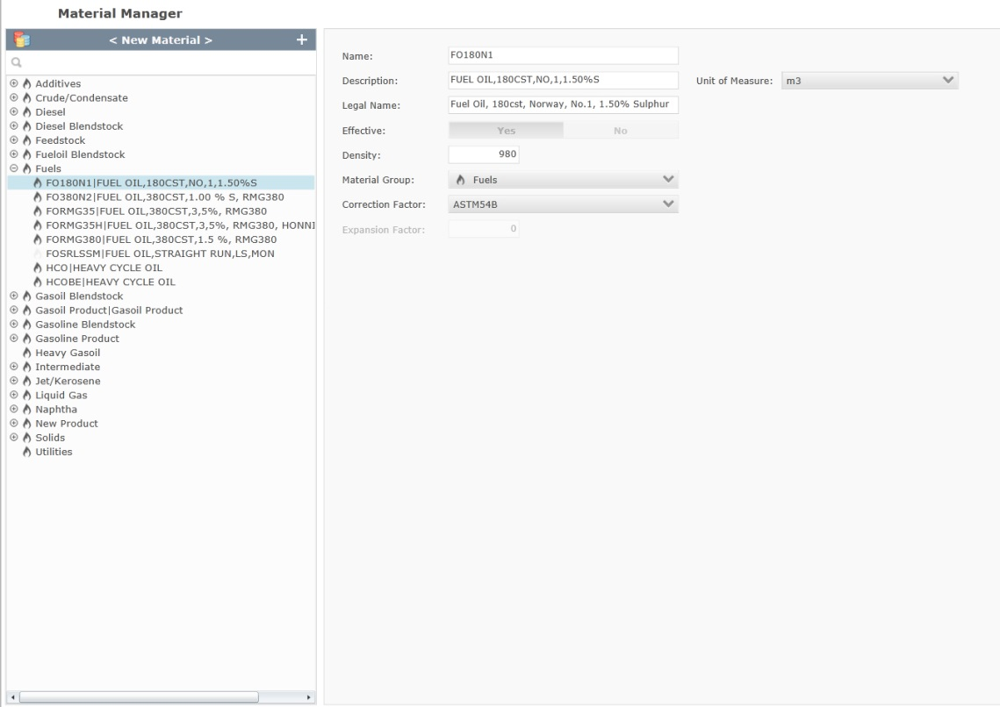 Material Manager
< New Material > +
Additives
Crude/Condensate
Diesel
Diesel Blendstock
Feedstock
Fueloil Blendstock
Fuels
FO180N1|FUEL OIL,180CST,NO,1,1.50%S
FO380N2|FUEL OIL,380CST,1.00 % S, RMG380
FORMG35|FUEL OIL,380CST,3,5%, RMG380
FORMG35H|FUEL OIL,380CST,3,5%, RMG380, HONNI
FORMG380|FUEL OIL,380CST,1.5 %, RMG380
FOSRLSSM|FUEL OIL,STRAIGHT RUN,LS,MON
HCO|HEAVY CYCLE OIL
HCOBE|HEAVY CYCLE OIL
Gasoil Blendstock
Gasoil Product|Gasoil Product
Gasoline Blendstock
Gasoline Product
Heavy Gasoil
Intermediate
Jet/Kerosene
Liquid Gas
Naphtha
New Product
Solids
Utilities
Name: FO180N1
Description: FUEL OIL,180CST,NO,1,1.50%S Unit of Measure: m3
Legal Name: Fuel Oil, 180cst, Norway, No.1, 1.50% Sulphur
Effective: Yes No
Density: 980
Material Group: Fuels
Correction Factor: ASTM54B
Expansion Factor: 0